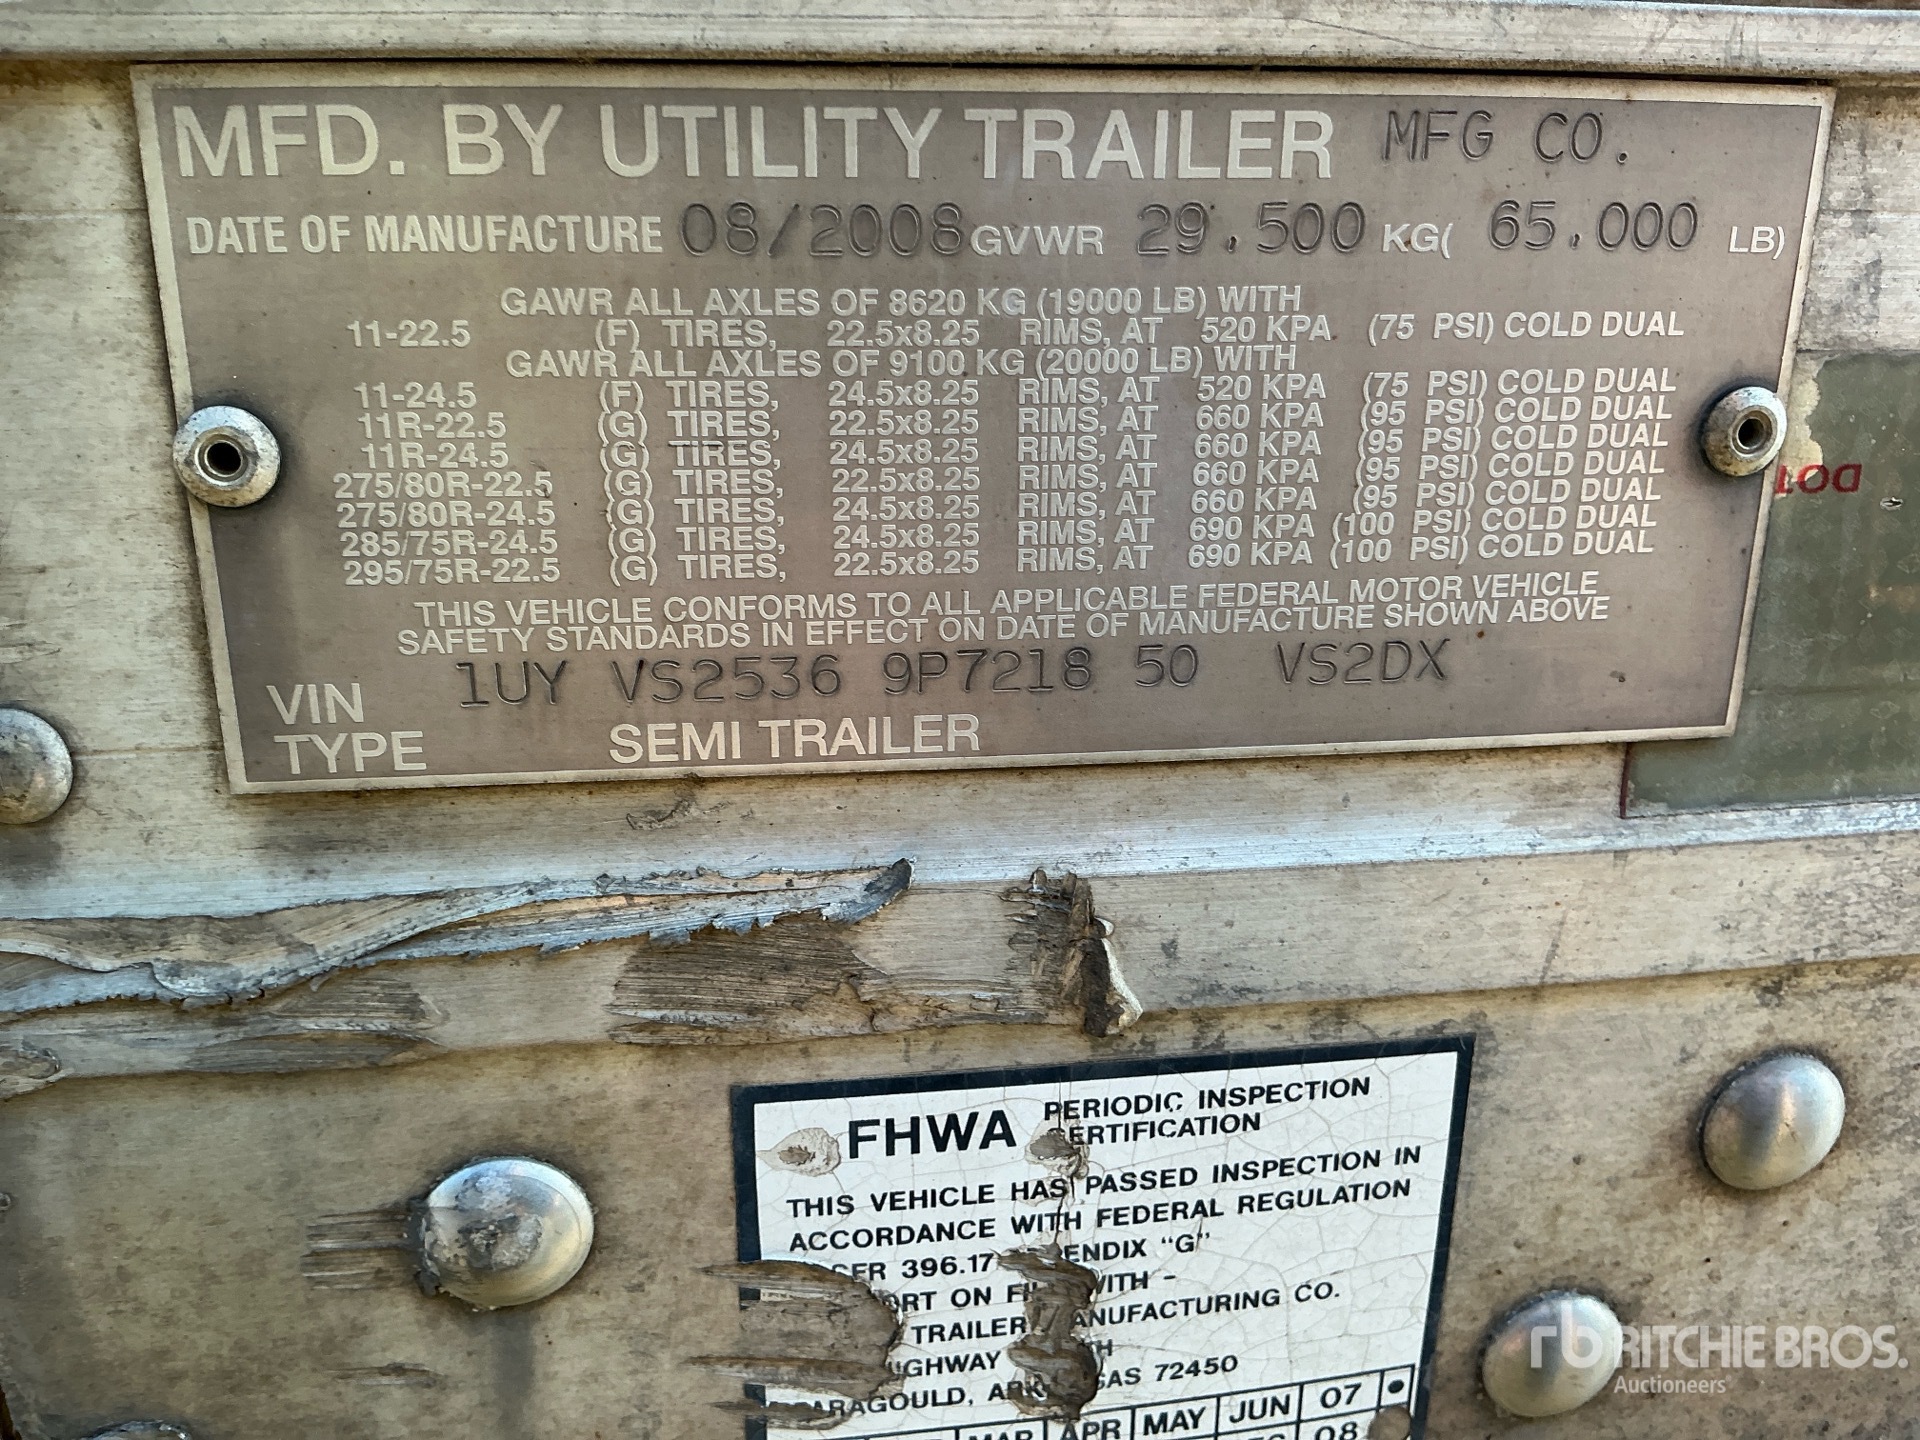 MFD. BY UTILITY TRAILER MFG CO.
DATE OF MANUFACTURE 08/2008 GVWR 29.500 KG( 65.000 LB)
GAWR ALL AXLES OF 8620 KG (19000 LB) WITH
11-22.5 (F) TIRES, 22.5x8.25 RIMS, AT 520 KPA (75 PSI) COLD DUAL
GAWR ALL AXLES OF 9100 KG (20000 LB) WITH
11-24.5 (F) TIRES, 24.5x8.25 RIMS, AT 520 KPA (75 PSI) COLD DUAL
11R-22.5 (G) TIRES, 22.5x8.25 RIMS, AT 660 KPA (95 PSI) COLD DUAL
11R-24.5 (G) TIRES, 24.5x8.25 RIMS, AT 660 KPA (95 PSI) COLD DUAL
275/80R-22.5 (G) TIRES, 22.5x8.25 RIMS, AT 660 KPA (95 PSI) COLD DUAL
275/80R-24.5 (G) TIRES, 24.5x8.25 RIMS, AT 660 KPA (95 PSI) COLD DUAL
285/75R-24.5 (G) TIRES, 24.5x8.25 RIMS, AT 690 KPA (100 PSI) COLD DUAL
295/75R-22.5 (G) TIRES, 22.5x8.25 RIMS, AT 690 KPA (100 PSI) COLD DUAL
THIS VEHICLE CONFORMS TO ALL APPLICABLE FEDERAL MOTOR VEHICLE
SAFETY STANDARDS IN EFFECT ON DATE OF MANUFACTURE SHOWN ABOVE
VIN 1UY VS2536 9P7218 50 VS2DX
TYPE SEMI TRAILER
DOT
FHWA PERIODIC INSPECTION
CERTIFICATION
THIS VEHICLE HAS PASSED INSPECTION IN
ACCORDANCE WITH FEDERAL REGULATION
CFR 396.17 "G"
ON WITH -
TRAILER MANUFACTURING CO.
72450
PARAGOULD,
MAR APR MAY JUN 07
08
rb RITCHIE BROS.
Auctioneers